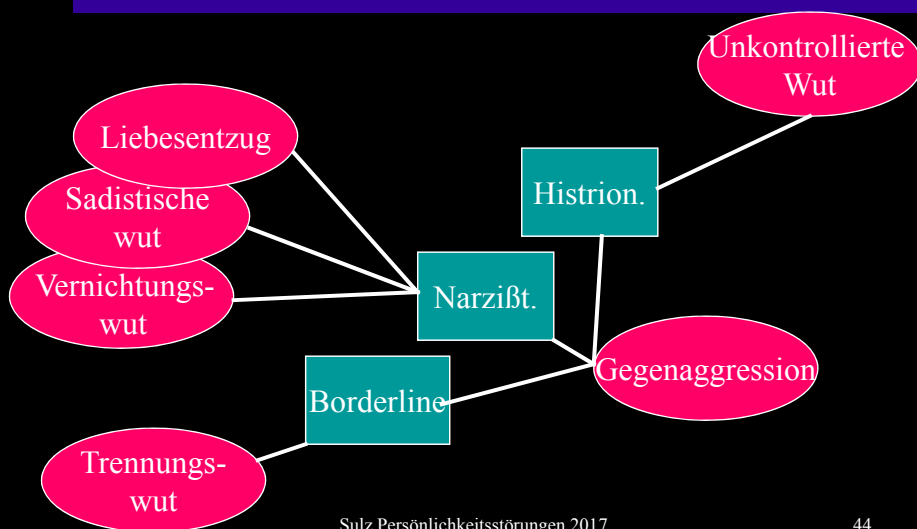 Unkontrollierte
Wut
Liebesentzug
Sadistische
wut
Histrion.
Vernichtungs-
wut
Narzißt.
Gegenaggression
Borderline
Trennungs-
wut
Sulz Persönlichkeitsstörungen 2017
44